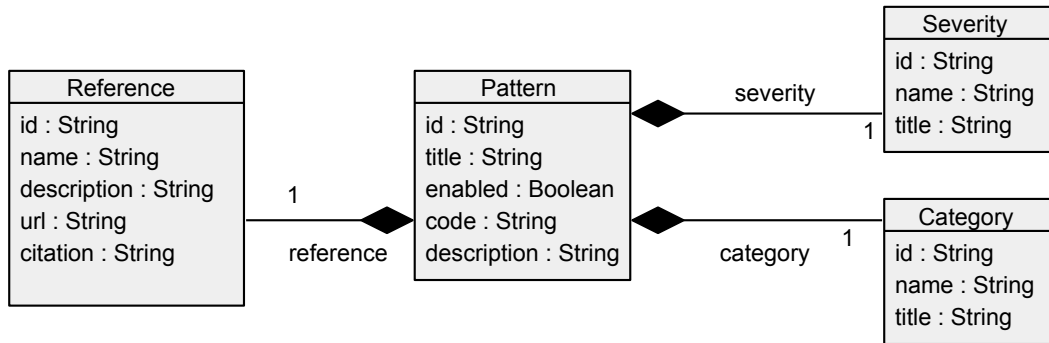 Reference
id : String
name : String
description : String
url : String
citation : String
1
reference
Pattern
id : String
title : String
enabled : Boolean
code : String
description : String
severity
1
Severity
id : String
name : String
title : String
category
1
Category
id : String
name : String
title : String